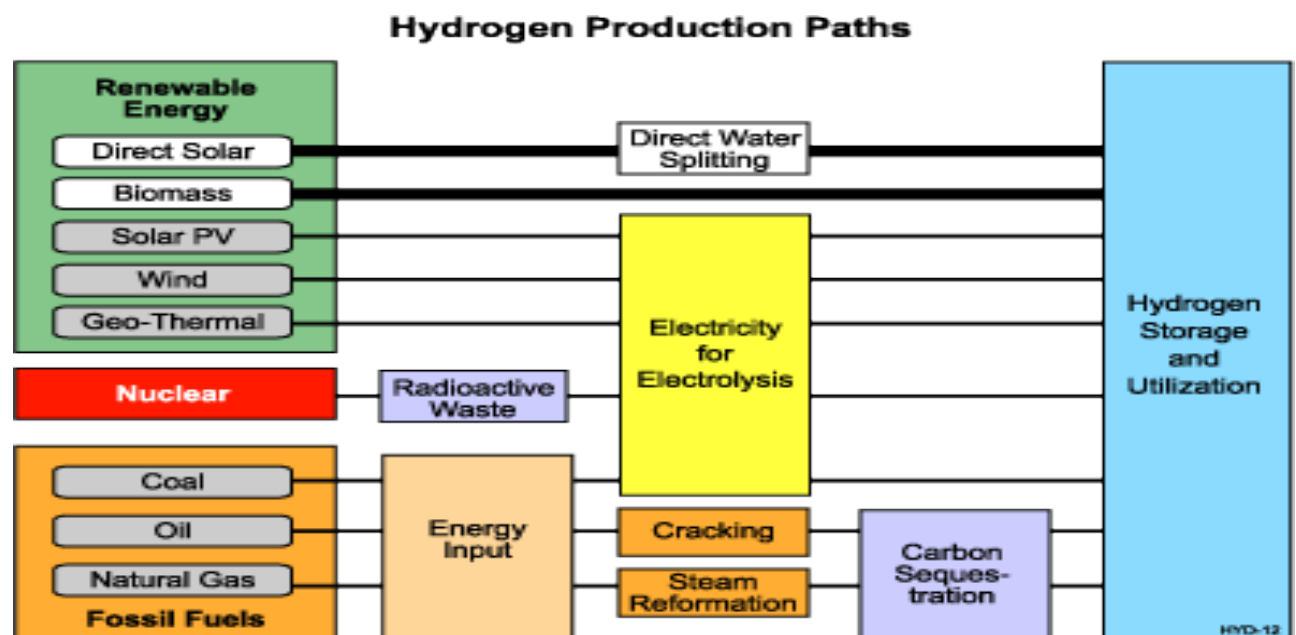 Hydrogen Production Paths
Renewable
Energy
Direct Solar
Direct Water
Splitting
Biomass
Solar PV
Wind
Geo-Thermal
Electricity
for
Electrolysis
Hydrogen
Storage
and
Utilization
Nuclear
Radioactive
Waste
Coal
Oil
Natural Gas
Fossil Fuels
Energy
Input
Cracking
Steam
Reformation
Carbon
Seques-
tration
HYD-12